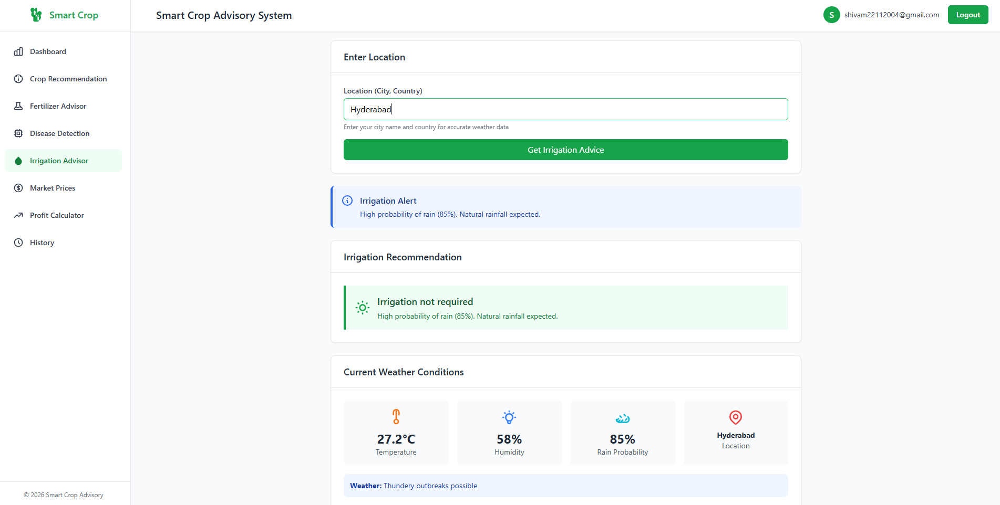 Smart Crop
Smart Crop Advisory System
S
shivam22112004@gmail.com
Logout
Dashboard
Crop Recommendation
Fertilizer Advisor
Disease Detection
Irrigation Advisor
Market Prices
Profit Calculator
History
© 2026 Smart Crop Advisory
Enter Location
Location (City, Country)
Hyderabad
Enter your city name and country for accurate weather data
Get Irrigation Advice
Irrigation Alert
High probability of rain (85%). Natural rainfall expected.
Irrigation Recommendation
Irrigation not required
High probability of rain (85%). Natural rainfall expected.
Current Weather Conditions
27.2°C
Temperature
58%
Humidity
85%
Rain Probability
Hyderabad
Location
Weather: Thundery outbreaks possible